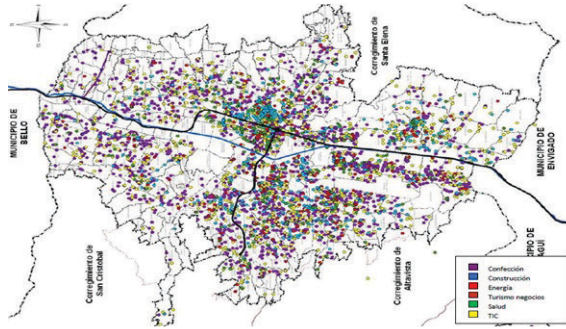 Corregimiento de
Santa Elena
MUNICIPIO DE
BELLO
MUNICIPIO DE
ENVIGADO
Corregimiento de
San Cristobal
Corregimiento de
Altavista
Confección
Construcción
Energía
Turismo negocios
Salud
TIC